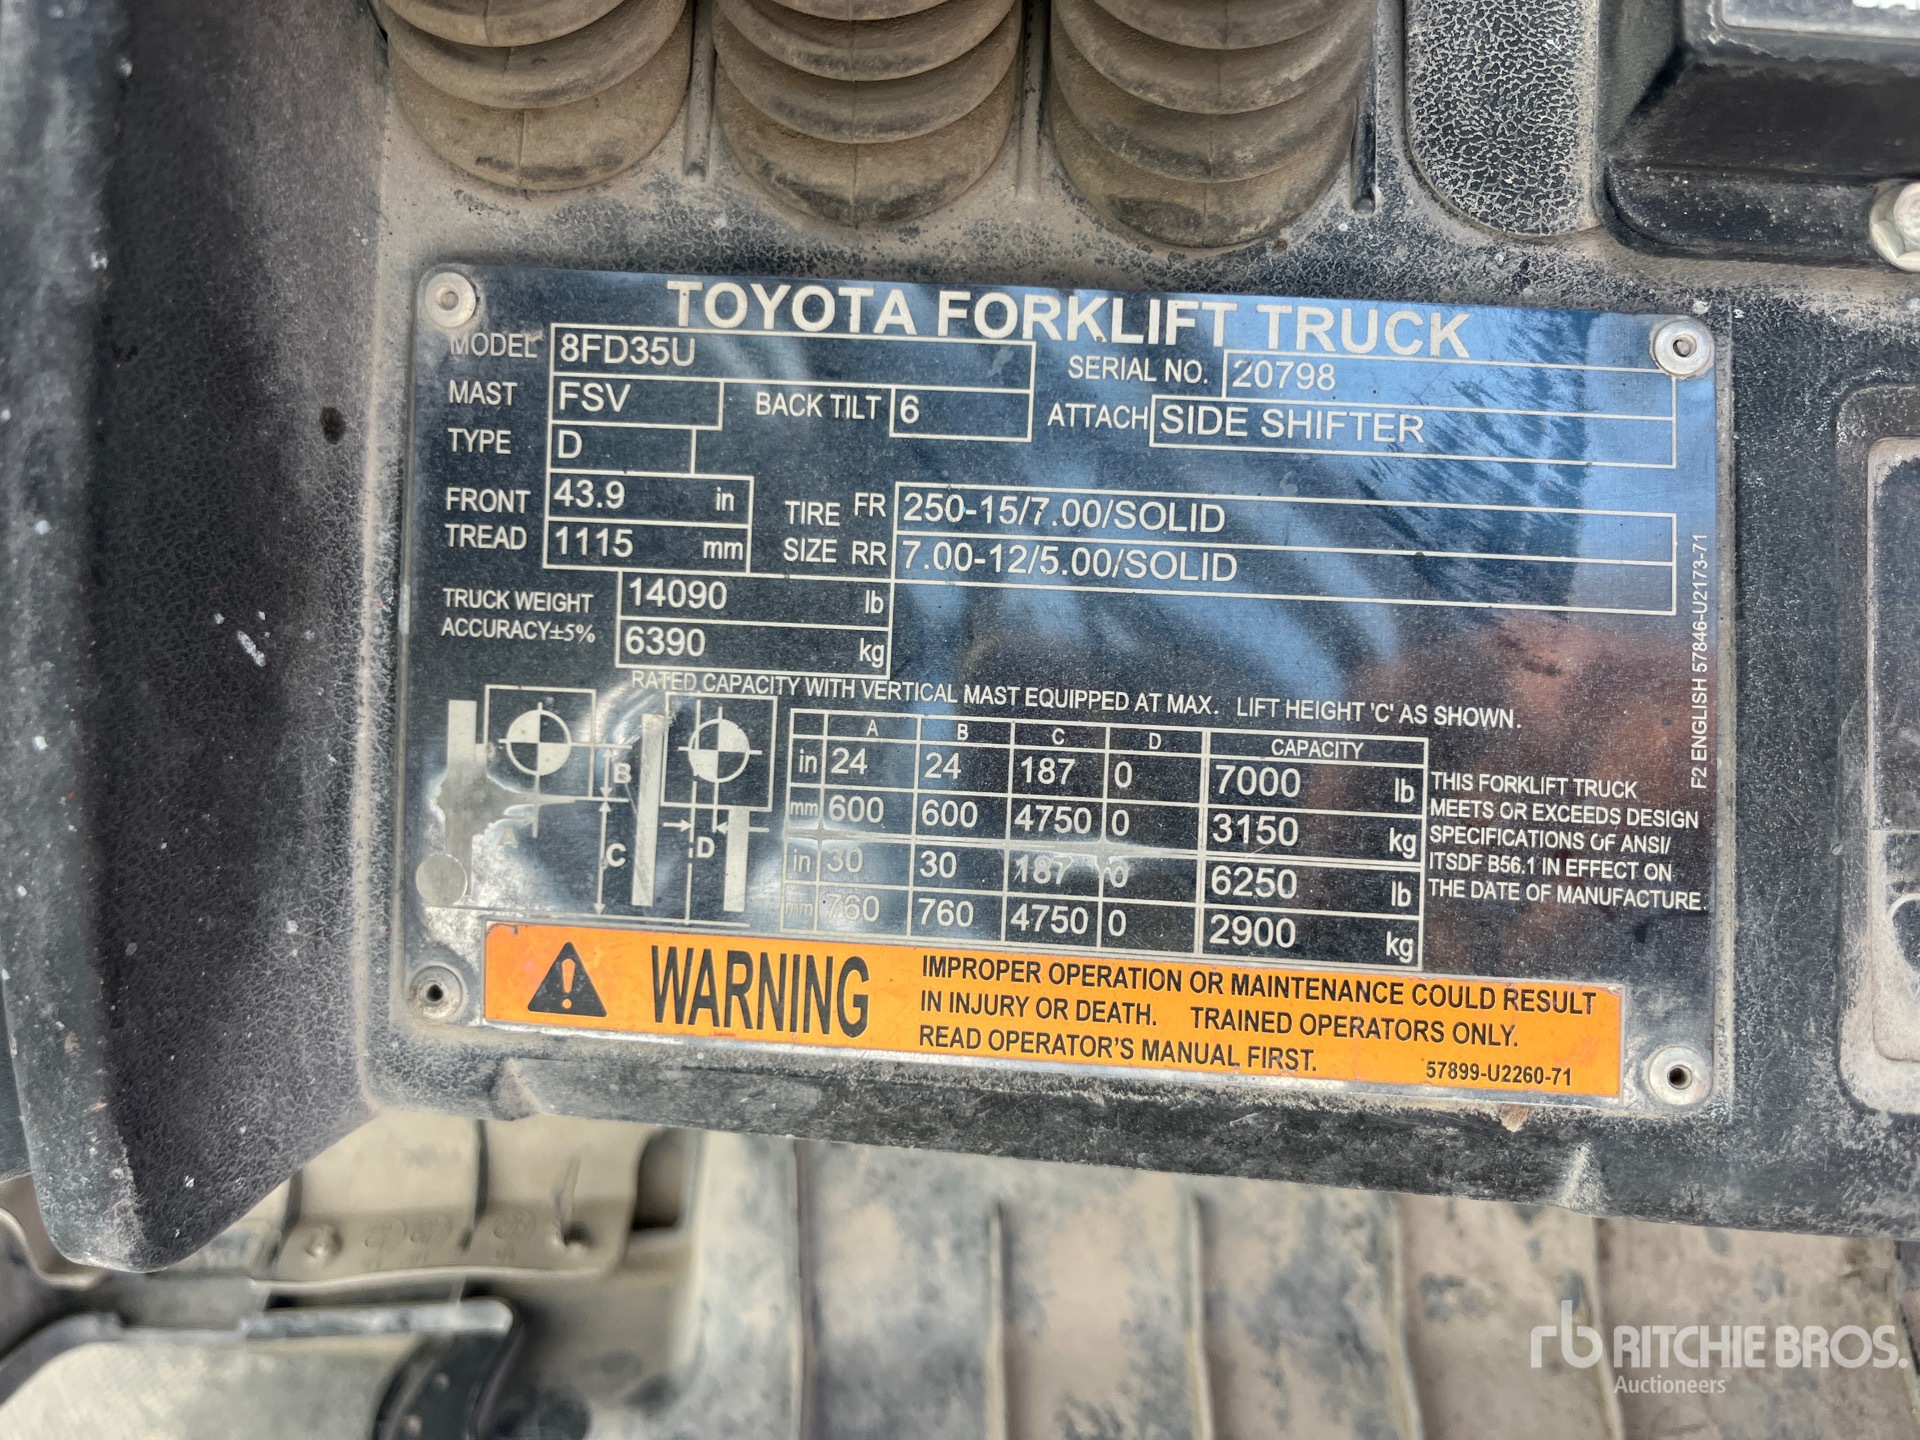 TOYOTA FORKLIFT TRUCK
MODEL 8FD35U SERIAL NO. 20798
MAST FSV BACK TILT 6 ATTACH SIDE SHIFTER
TYPE D
FRONT TREAD 43.9 in TIRE SIZE FR 250-15/7.00/SOLID
1115 mm RR 7.00-12/5.00/SOLID
TRUCK WEIGHT 14090 lb
ACCURACY±5% 6390 kg
RATED CAPACITY WITH VERTICAL MAST EQUIPPED AT MAX. LIFT HEIGHT 'C' AS SHOWN.
A B C D CAPACITY
in 24 24 187 0 7000 lb
mm 600 600 4750 0 3150 kg
in 30 30 187 0 6250 lb
mm 760 760 4750 0 2900 kg
B
A
C
D
THIS FORKLIFT TRUCK
MEETS OR EXCEEDS DESIGN
SPECIFICATIONS OF ANSI/
ITSDF B56.1 IN EFFECT ON
THE DATE OF MANUFACTURE.
F2 ENGLISH 57846-U2173-71
WARNING
IMPROPER OPERATION OR MAINTENANCE COULD RESULT
IN INJURY OR DEATH. TRAINED OPERATORS ONLY.
READ OPERATOR'S MANUAL FIRST.
57899-U2260-71
rb RITCHIE BROS.
Auctioneers